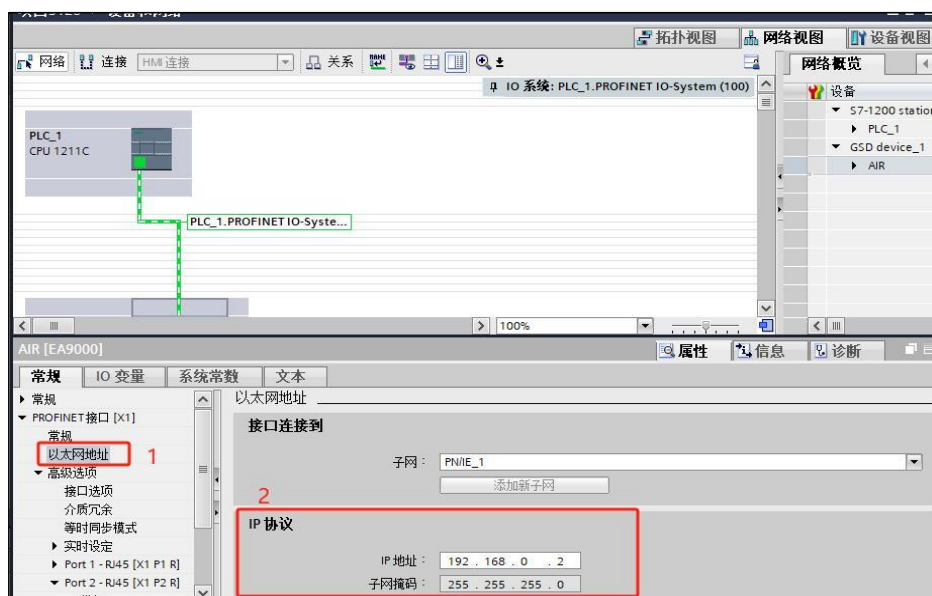 拓扑视图 网络视图 设备视图
网络 连接 HMI 连接 关系
网络概览
IO 系统: PLC_1.PROFINET IO-System (100)
设备
S7-1200 station
PLC_1
GSD device_1
AIR
PLC_1
CPU 1211C
PLC_1.PROFINET IO-Syste...
100%
AIR [EA9000]
属性 信息 诊断
常规 IO 变量 系统常数 文本
常规
PROFINET接口 [X1]
常规
以太网地址 1
高级选项
接口选项
介质冗余
等时同步模式
实时设定
Port 1 - RJ45 [X1 P1 R]
Port 2 - RJ45 [X1 P2 R]
以太网地址
接口连接到
子网: PN/IE_1
添加新子网
2
IP 协议
IP 地址: 192 . 168 . 0 . 2
子网掩码: 255 . 255 . 255 . 0